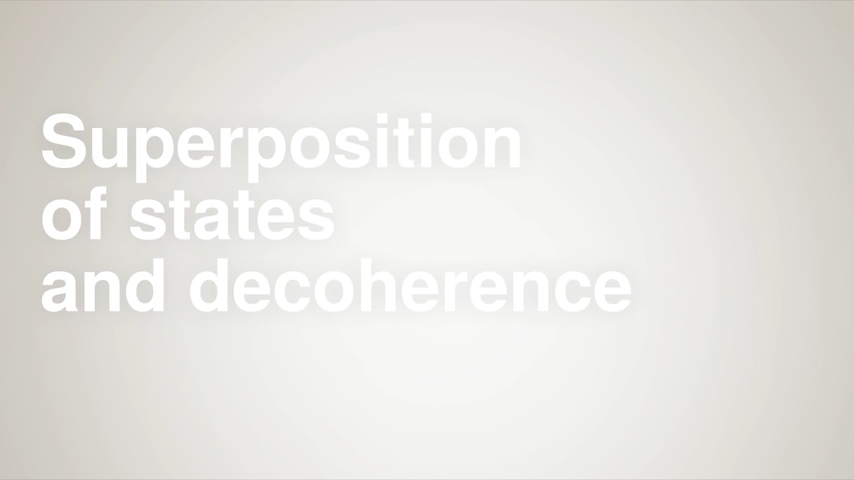 Superposition
of states
and decoherence